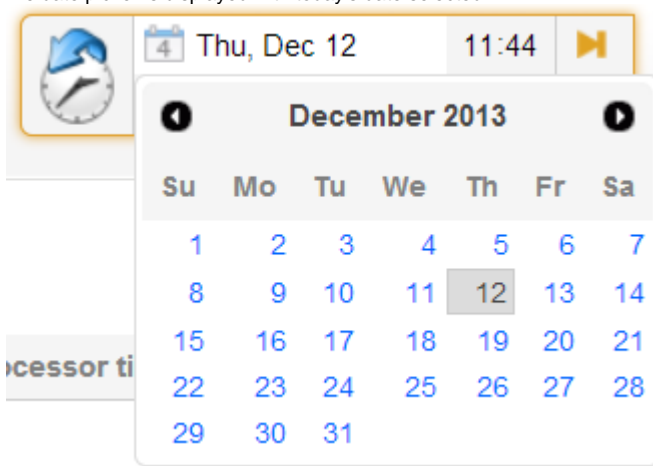 4 Thu, Dec 12 11:44
December 2013
Su Mo Tu We Th Fr Sa
1 2 3 4 5 6 7
8 9 10 11 12 13 14
15 16 17 18 19 20 21
ocessor ti
22 23 24 25 26 27 28
29 30 31